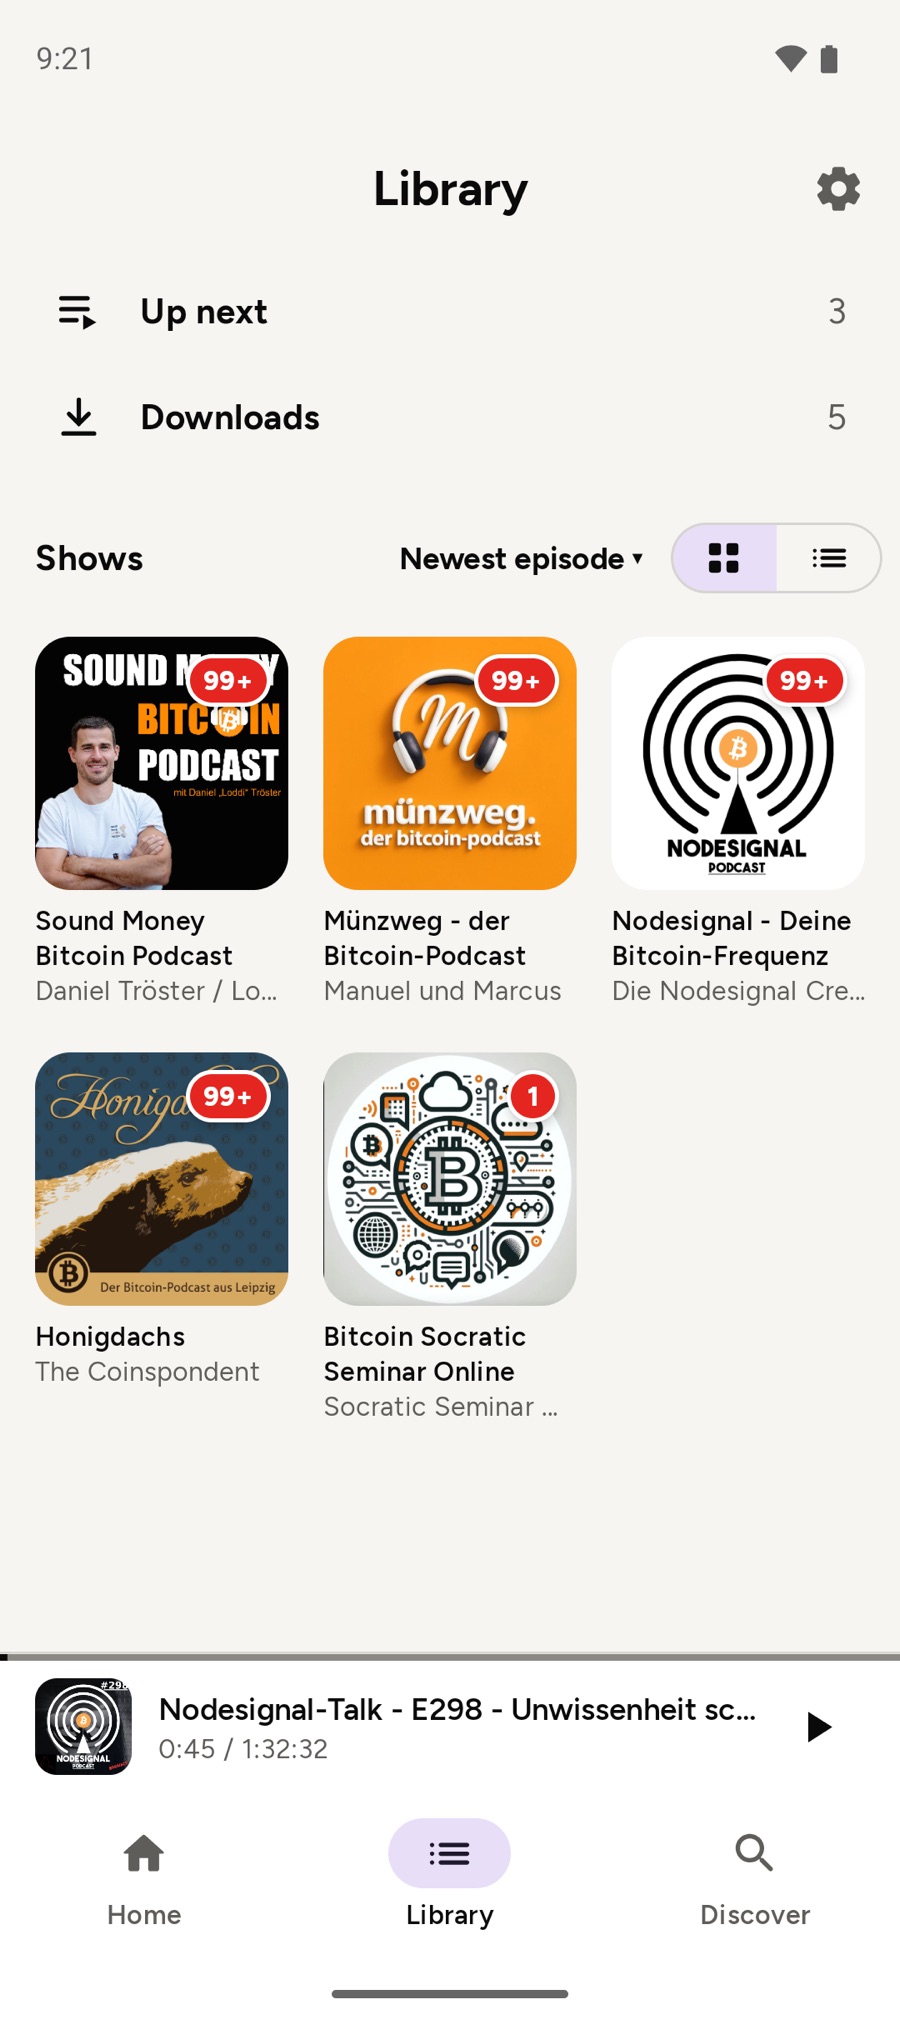 9:21
Library
Up next
3
Downloads
5
Shows
Newest episode ▾
SOUND
BITCOIN
PODCAST
mit Daniel „Loddi“ Tröster
99+
münzweg.
der bitcoin-podcast
99+
NODESIGNAL
PODCAST
99+
Sound Money
Bitcoin Podcast
Daniel Tröster / Lo...
Münzweg - der
Bitcoin-Podcast
Manuel und Marcus
Nodesignal - Deine
Bitcoin-Frequenz
Die Nodesignal Cre...
99+
Der Bitcoin-Podcast aus Leipzig
1
Honigdachs
The Coinspondent
Bitcoin Socratic
Seminar Online
Socratic Seminar ...
#298
NODESIGNAL
PODCAST
Nodesignal-Talk - E298 - Unwissenheit sc...
0:45 / 1:32:32
Home
Library
Discover